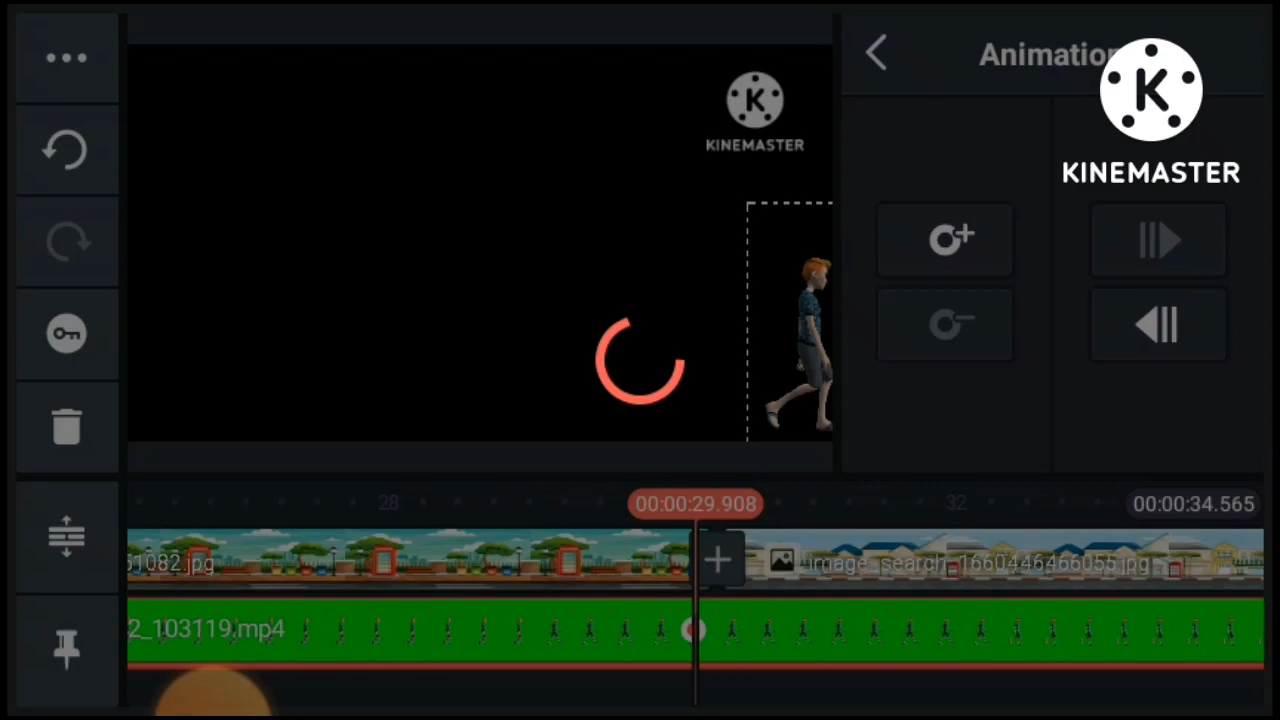 Animation
K
KINEMASTER
K
KINEMASTER
28
00:00:29.908
32
00:00:34.565
51082.jpg
image_search_1660446466055.jpg
2_103119.mp4